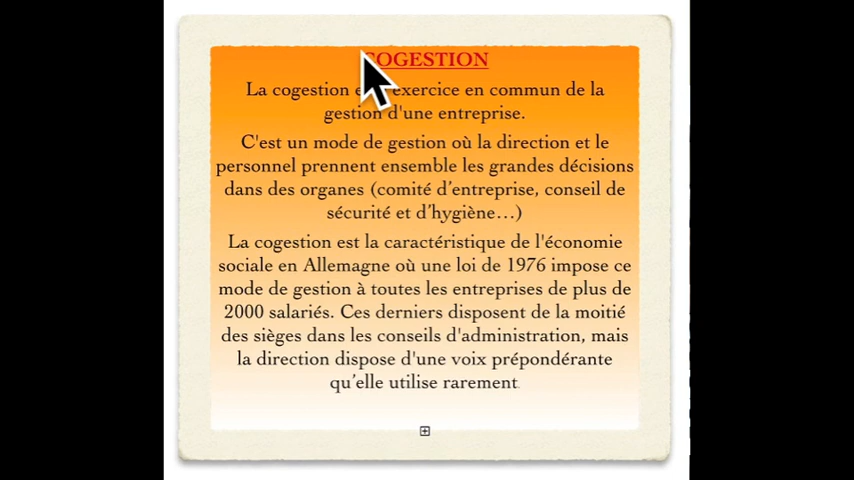 COGESTION
La cogestion e exercice en commun de la
gestion d'une entreprise.
C'est un mode de gestion où la direction et le
personnel prennent ensemble les grandes décisions
dans des organes (comité d’entreprise, conseil de
sécurité et d’hygiène…)
La cogestion est la caractéristique de l'économie
sociale en Allemagne où une loi de 1976 impose ce
mode de gestion à toutes les entreprises de plus de
2000 salariés. Ces derniers disposent de la moitié
des sièges dans les conseils d'administration, mais
la direction dispose d'une voix prépondérante
qu’elle utilise rarement.